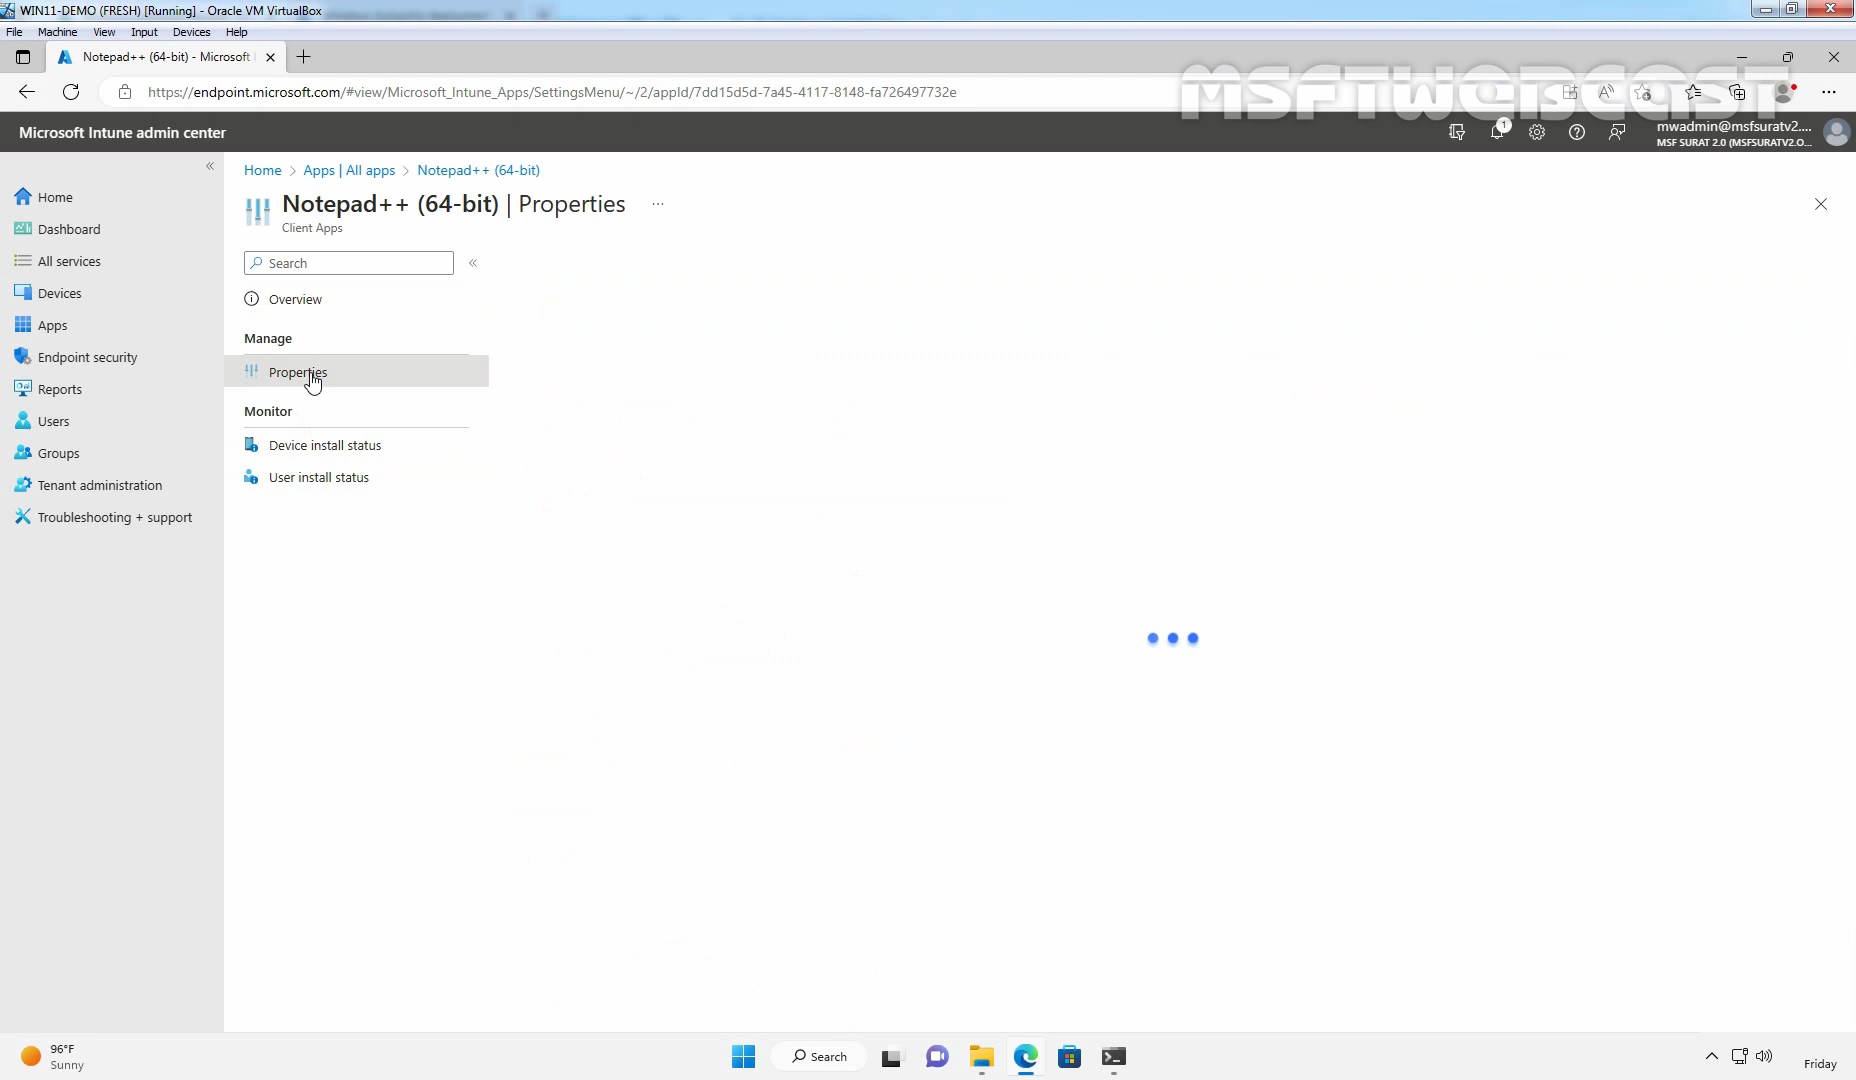 WIN11-DEMO (FRESH) [Running] - Oracle VM VirtualBox
File Machine View Input Devices Help
Notepad++ (64-bit) - Microsoft
https://endpoint.microsoft.com/#view/Microsoft_Intune_Apps/SettingsMenu/~/2/appId/7dd15d5d-7a45-4117-8148-fa726497732e
MSFTWEBCAST
Microsoft Intune admin center
1
mwadmin@msfsuratv2....
MSF SURAT 2.0 (MSFSURATV2.O...
Home > Apps | All apps > Notepad++ (64-bit)
Notepad++ (64-bit) | Properties ...
Client Apps
Home
Dashboard
All services
Devices
Apps
Endpoint security
Reports
Users
Groups
Tenant administration
Troubleshooting + support
Search
Overview
Manage
Properties
Monitor
Device install status
User install status
96°F
Sunny
Search
Friday